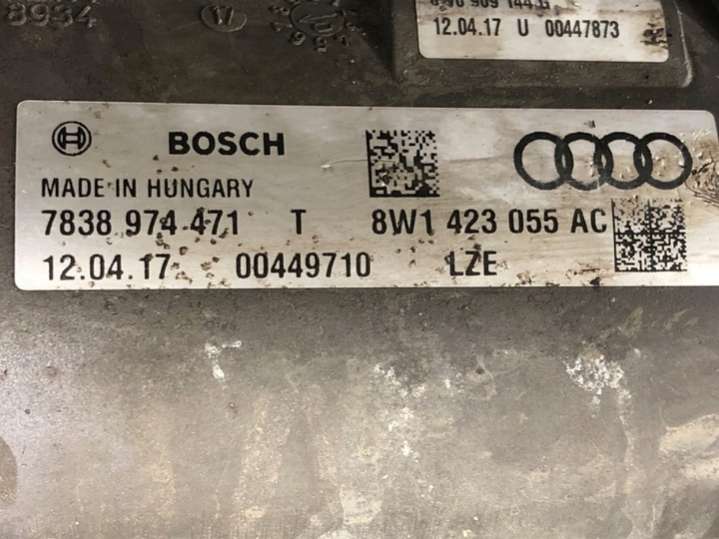 8934
12.04.17 U 00447873
BOSCH
MADE IN HUNGARY
7838 974 471 T 8W1 423 055 AC
12.04.17 00449710 LZE